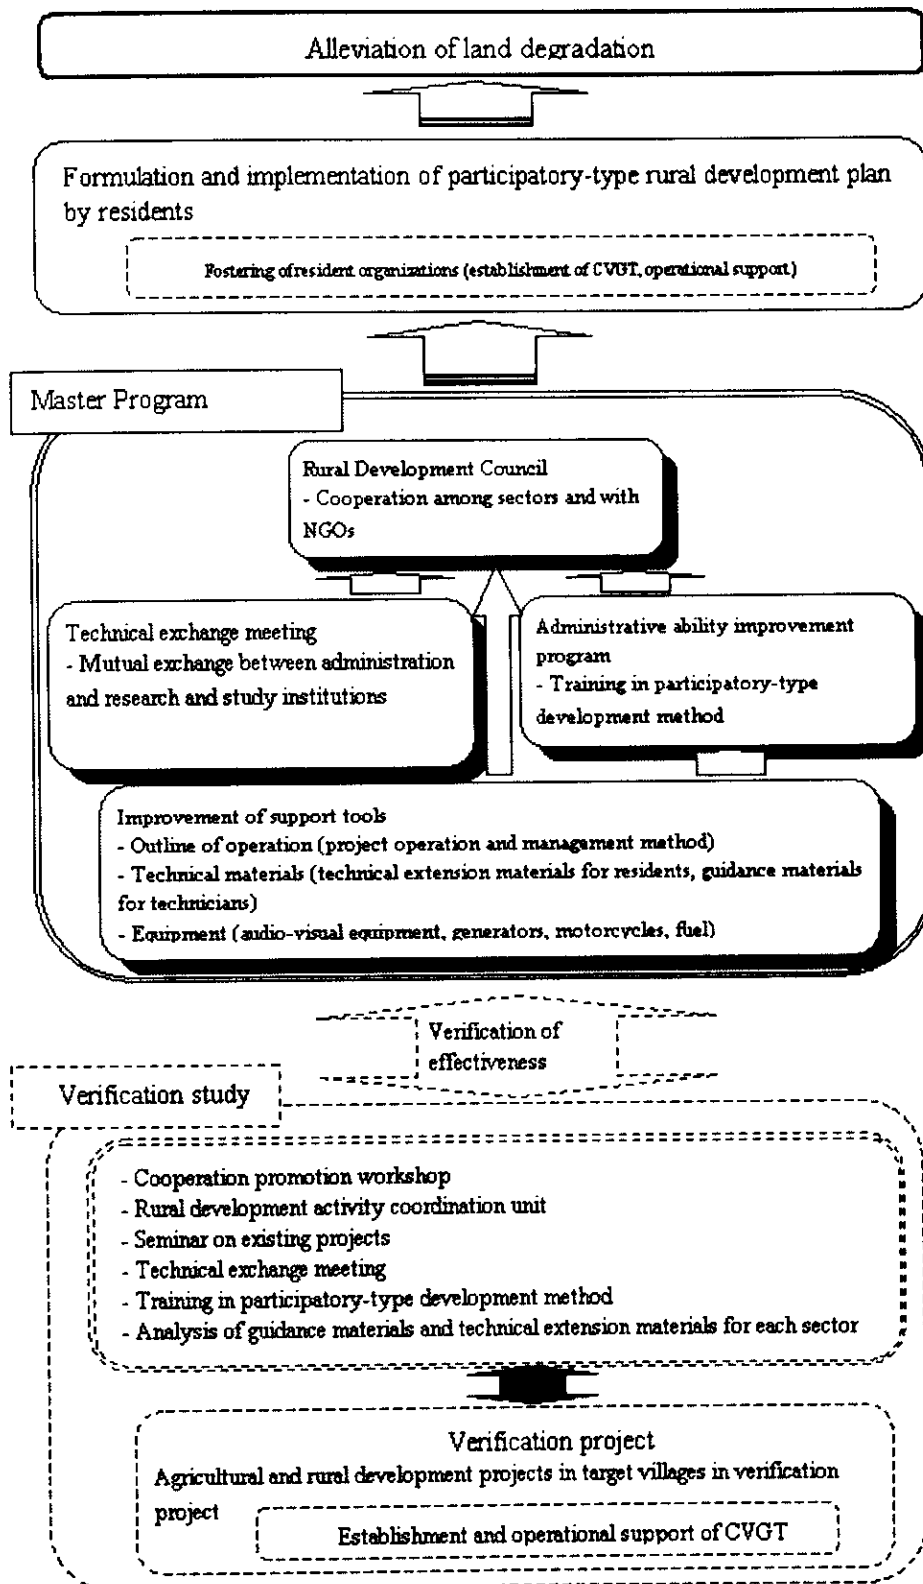 Alleviation of land degradation
Formulation and implementation of participatory-type rural development plan
by residents
Fostering of resident organizations (establishment of CVGT, operational support)
Master Program
Rural Development Council
- Cooperation among sectors and with
NGOs
Technical exchange meeting
- Mutual exchange between administration
and research and study institutions
Administrative ability improvement
program
- Training in participatory-type
development method
Improvement of support tools
- Outline of operation (project operation and management method)
- Technical materials (technical extension materials for residents, guidance materials
for technicians)
- Equipment (audio-visual equipment, generators, motorcycles, fuel)
Verification of
effectiveness
Verification study
- Cooperation promotion workshop
- Rural development activity coordination unit
- Seminar on existing projects
- Technical exchange meeting
- Training in participatory-type development method
- Analysis of guidance materials and technical extension materials for each sector
Verification project
Agricultural and rural development projects in target villages in verification
project
Establishment and operational support of CVGT